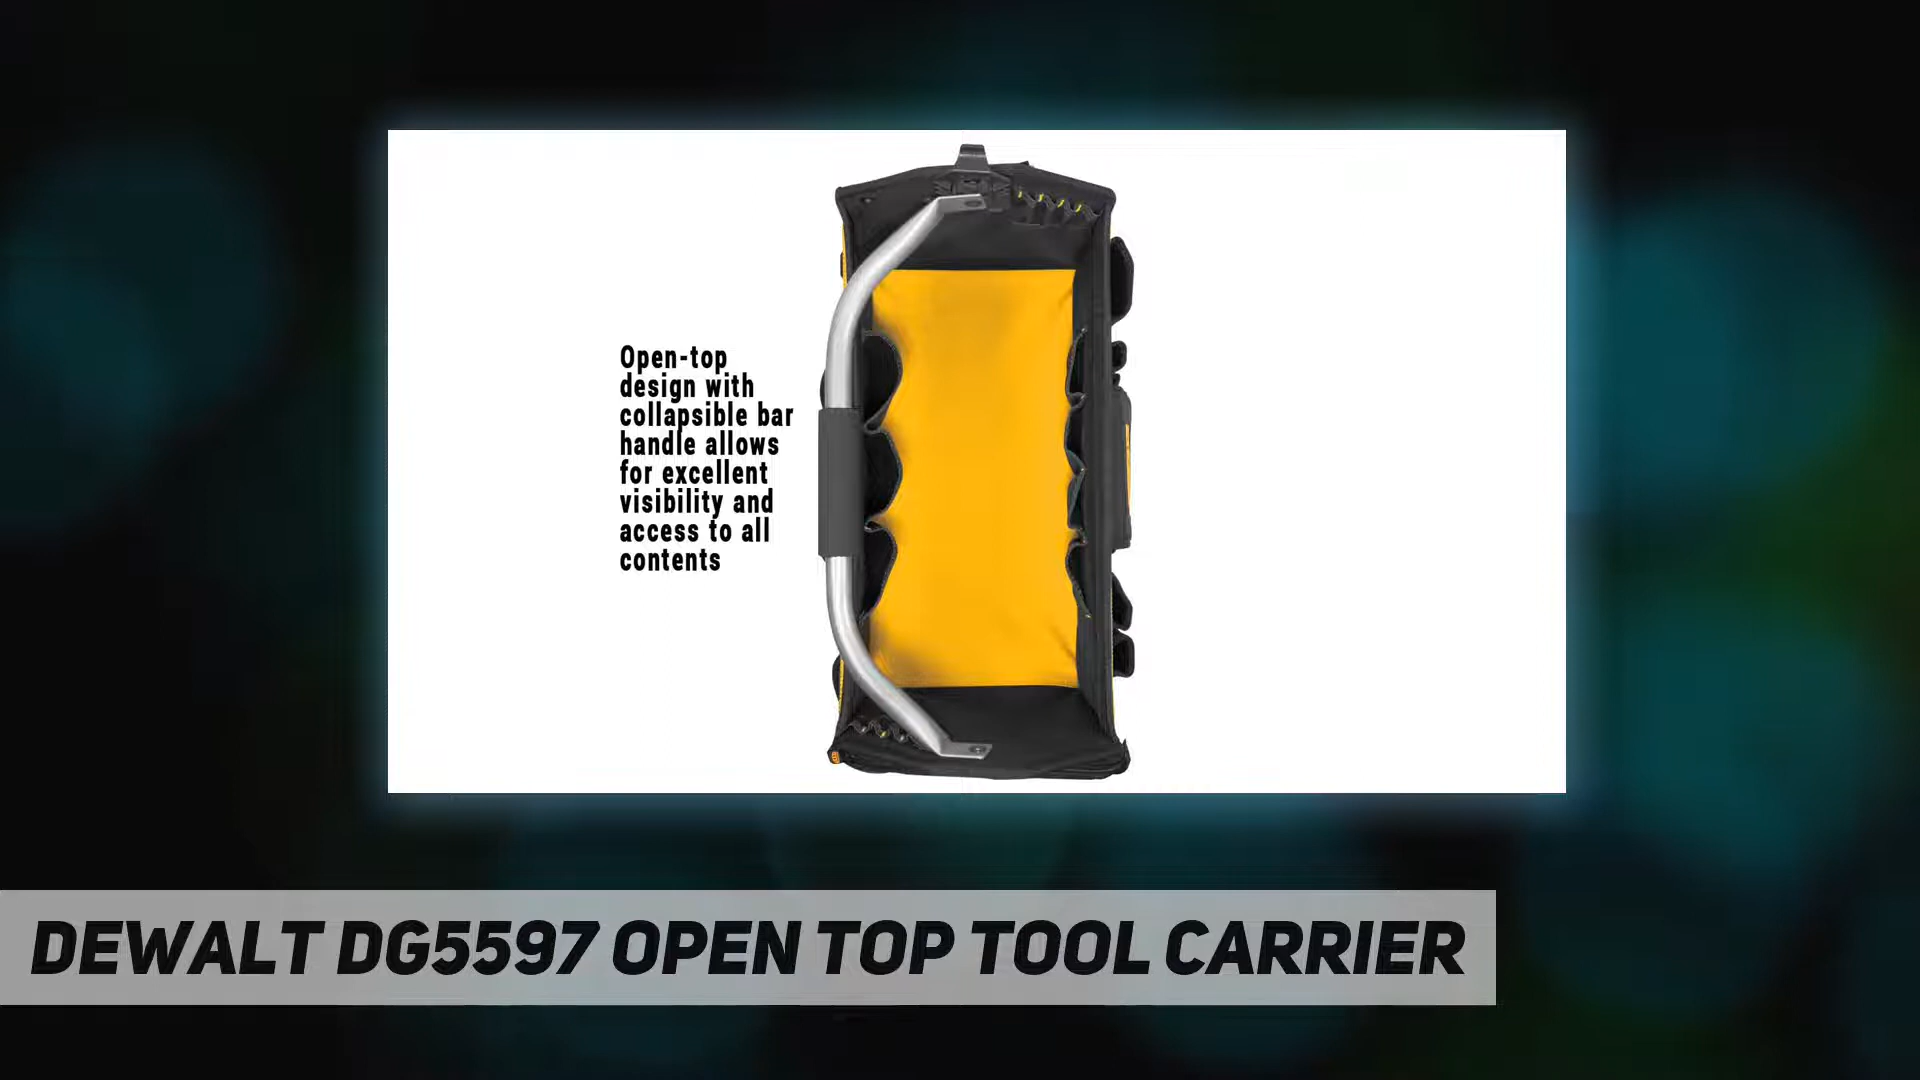 Open-top
design with
collapsible bar
handle allows
for excellent
visibility and
access to all
contents
DEWALT DG5597 OPEN TOP TOOL CARRIER